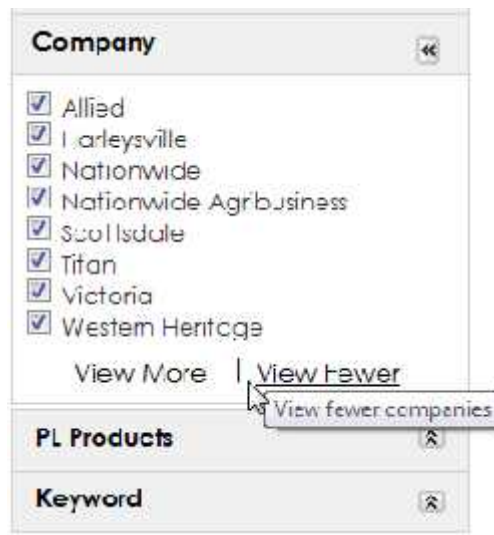 Company
Allied
Harleysville
Nationwide
Nationwide Agribusiness
Scottsdale
Titan
Victoria
Western Heritage
View More | View Fewer
View fewer companies
PL Products
Keyword